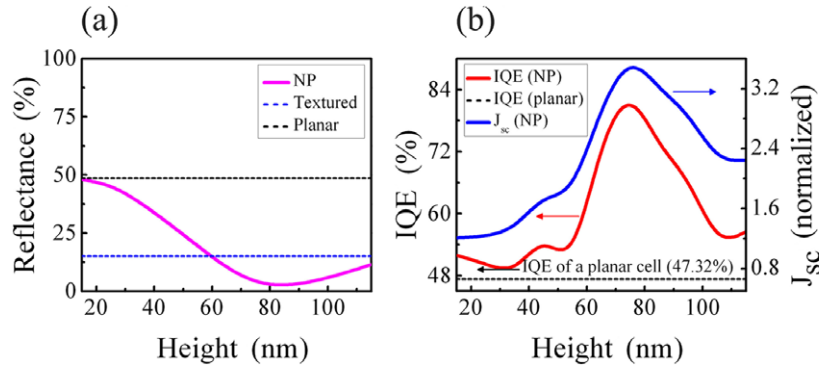 (a)
Reflectance (%)
100
75
50
25
0
NP
Textured
Planar
20 40 60 80 100
Height (nm)
(b)
IQE (%)
84
72
60
48
IQE (NP)
IQE (planar)
Jsc (NP)
IQE of a planar cell (47.32%)
20 40 60 80 100
Height (nm)
3.2
2.4
1.6
0.8
Jsc (normalized)